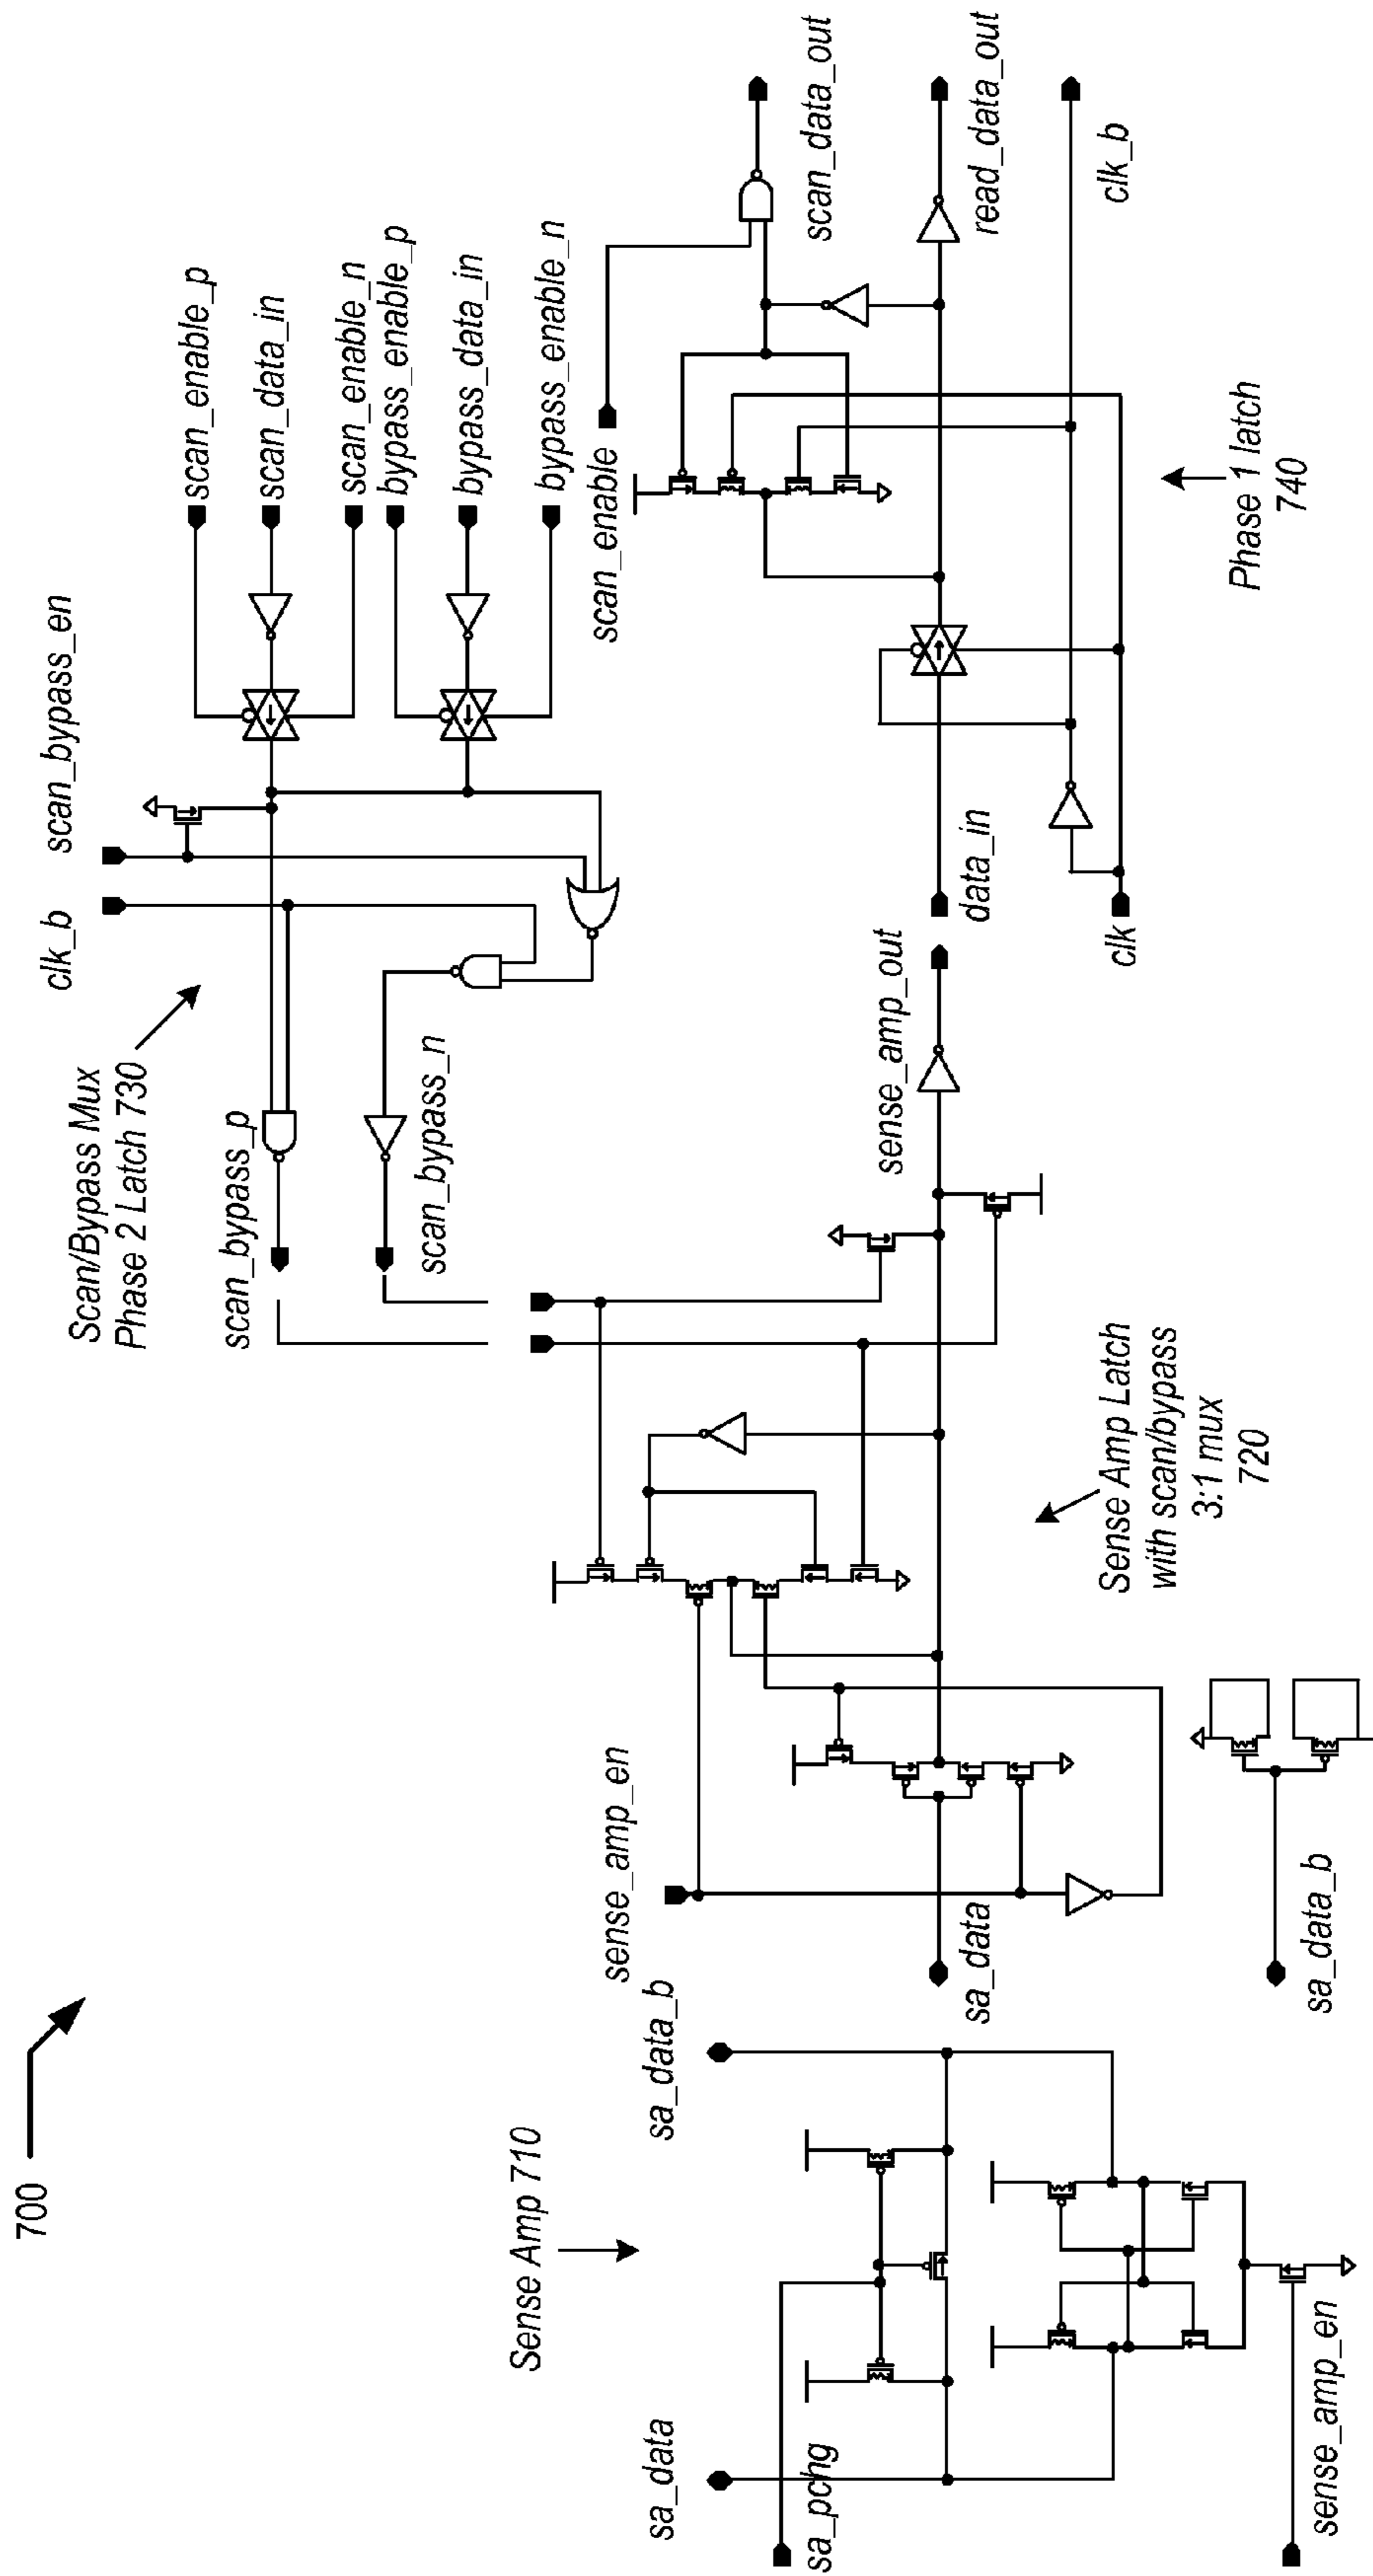 700
Sense Amp 710
sa_data
sa_data_b
sa_pchg
sense_amp_en
sense_amp_en
sa_data
sa_data_b
Sense Amp Latch
with scan/bypass
3:1 mux
720
sense_amp_out
Scan/Bypass Mux
Phase 2 Latch 730
scan_bypass_p
scan_bypass_n
clk_b
scan_bypass_en
scan_enable_p
scan_data_in
scan_enable_n
bypass_enable_p
bypass_data_in
bypass_enable_n
scan_enable
data_in
clk
Phase 1 latch
740
scan_data_out
read_data_out
clk_b